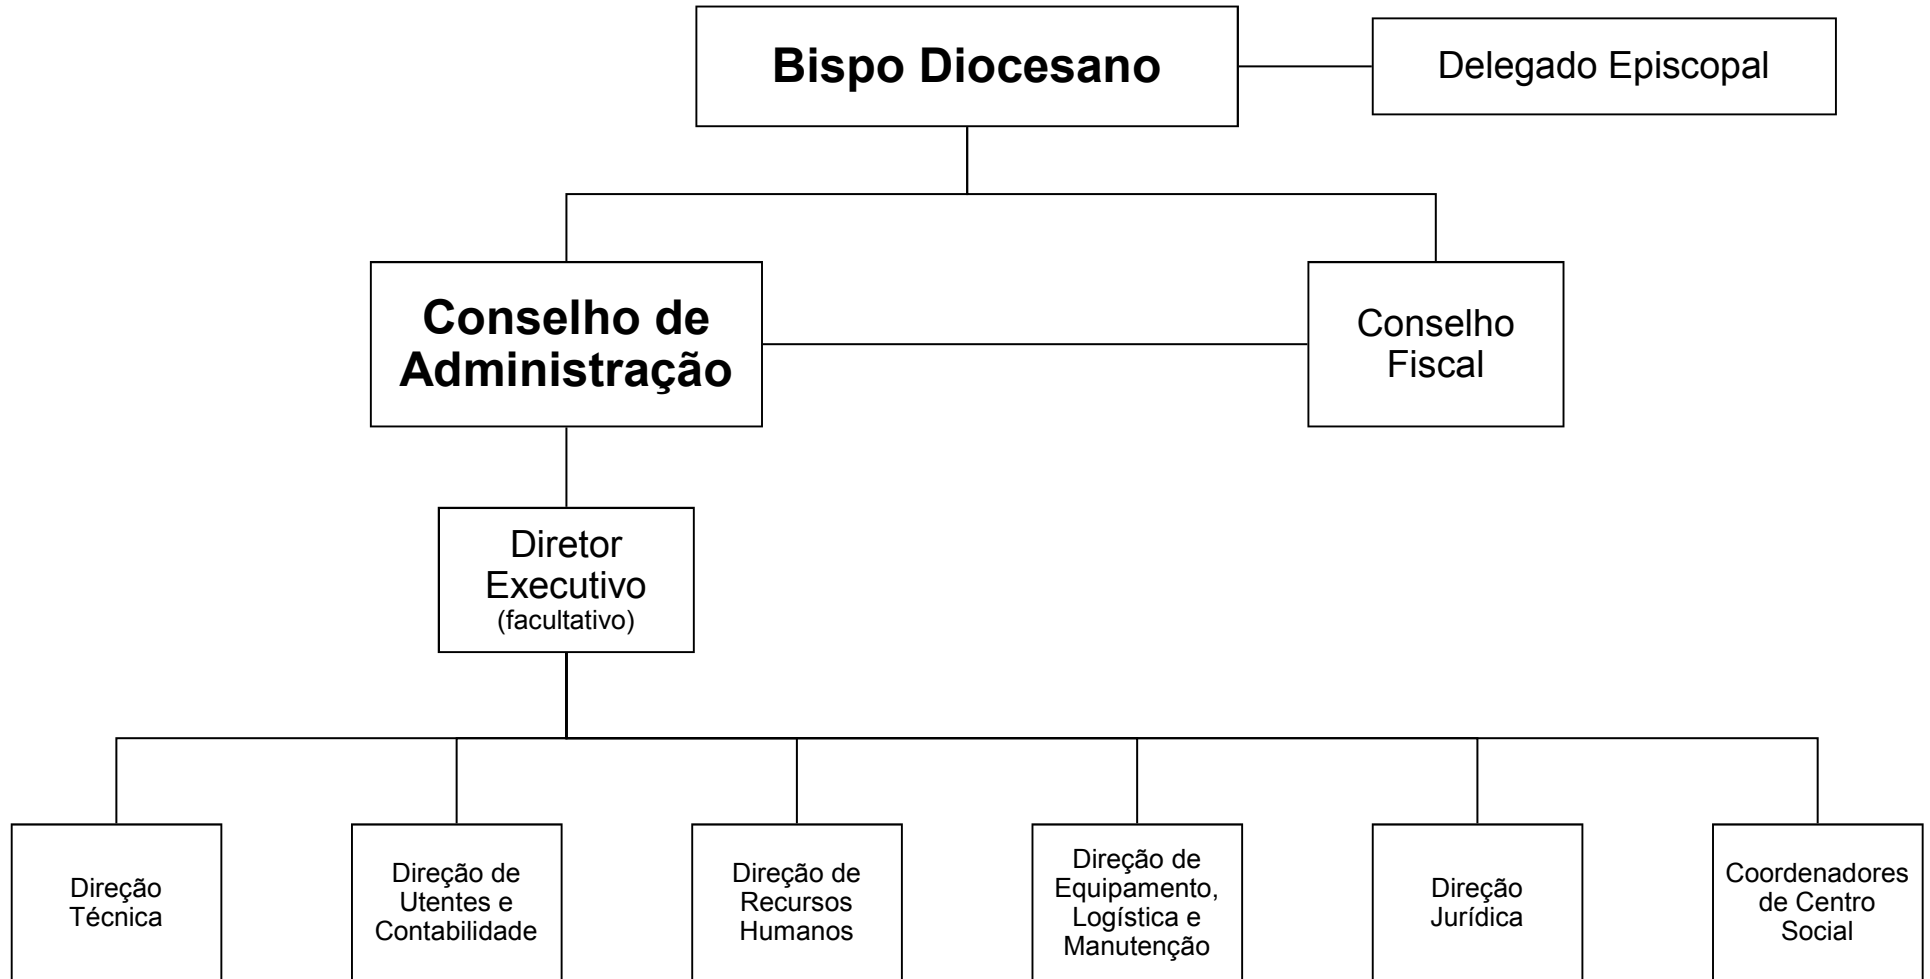 Bispo Diocesano
Delegado Episcopal
Conselho de
Administração
Conselho
Fiscal
Diretor
Executivo
(facultativo)
Direção
Técnica
Direção de
Utentes e
Contabilidade
Direção de
Recursos
Humanos
Direção de
Equipamento,
Logística e
Manutenção
Direção
Jurídica
Coordenadores
de Centro
Social